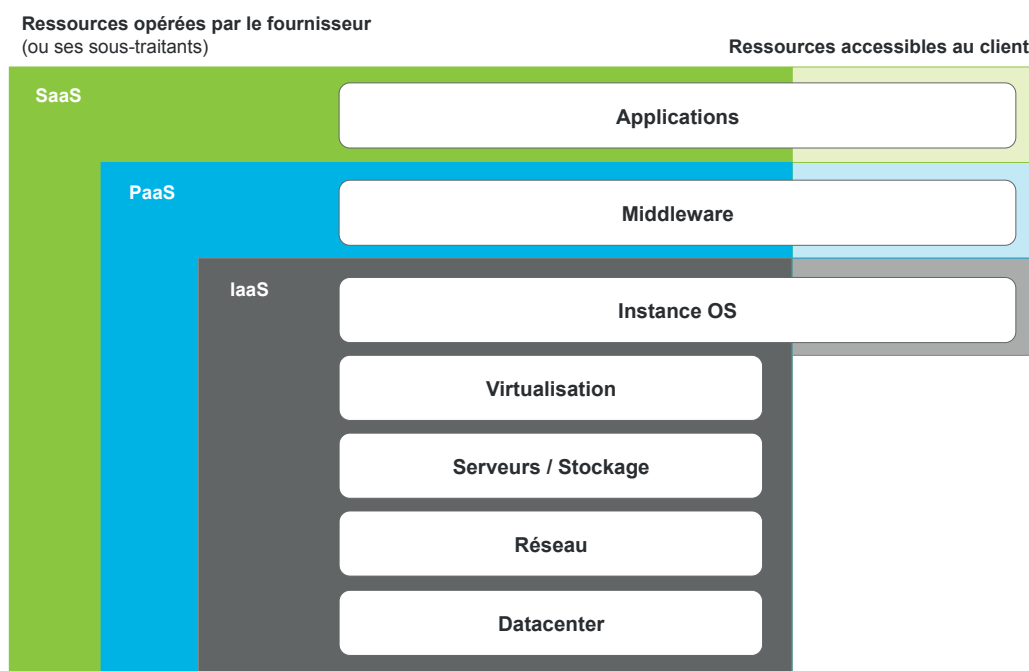 Ressources opérées par le fournisseur
(ou ses sous-traitants)
Ressources accessibles au client
SaaS
Applications
PaaS
Middleware
IaaS
Instance OS
Virtualisation
Serveurs / Stockage
Réseau
Datacenter